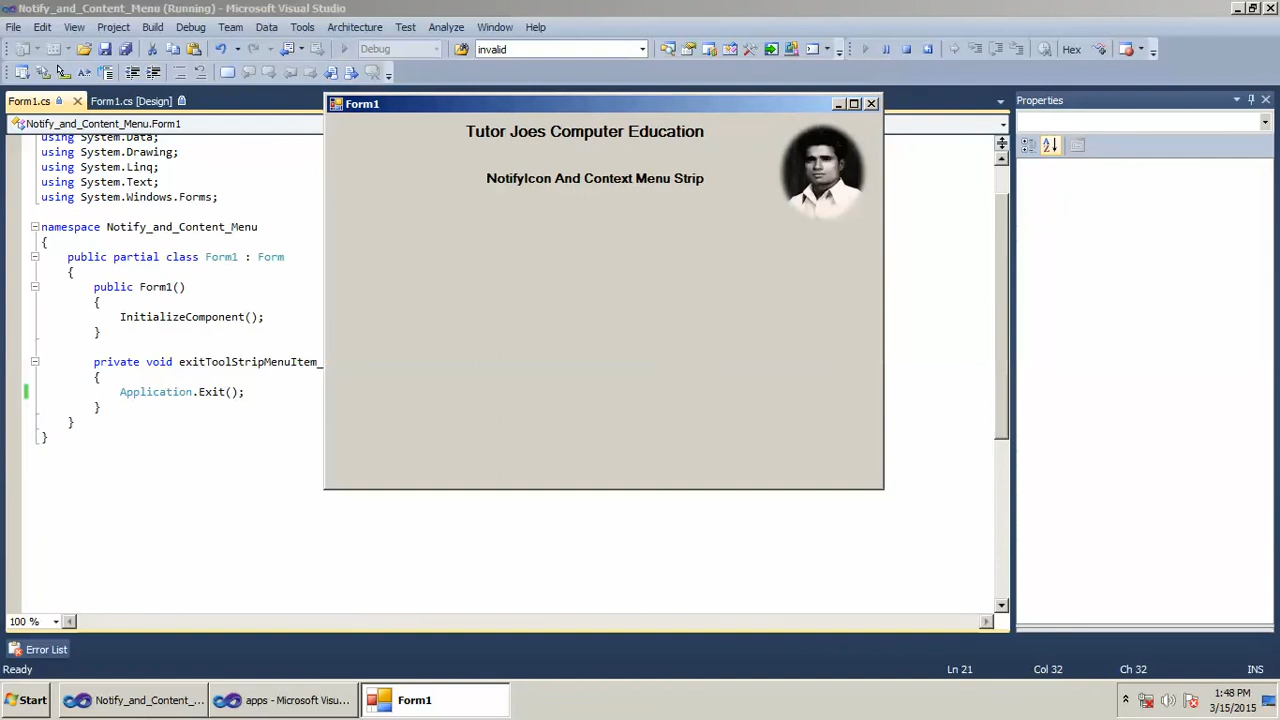 Notify_and_Content_Menu (Running) - Microsoft Visual Studio
File Edit View Project Build Debug Team Data Tools Architecture Test Analyze Window Help
Debug invalid Hex
Form1.cs Form1.cs [Design]
Notify_and_Content_Menu.Form1
using System.Data;
using System.Drawing;
using System.Linq;
using System.Text;
using System.Windows.Forms;
namespace Notify_and_Content_Menu
{
public partial class Form1 : Form
{
public Form1()
{
InitializeComponent();
}
private void exitToolStripMenuItem_
{
Application.Exit();
}
}
}
Form1
Tutor Joes Computer Education
NotifyIcon And Context Menu Strip
Properties
100 %
Error List
Ready Ln 21 Col 32 Ch 32 INS
Start Notify_and_Content_... apps - Microsoft Visu... Form1 1:48 PM
3/15/2015